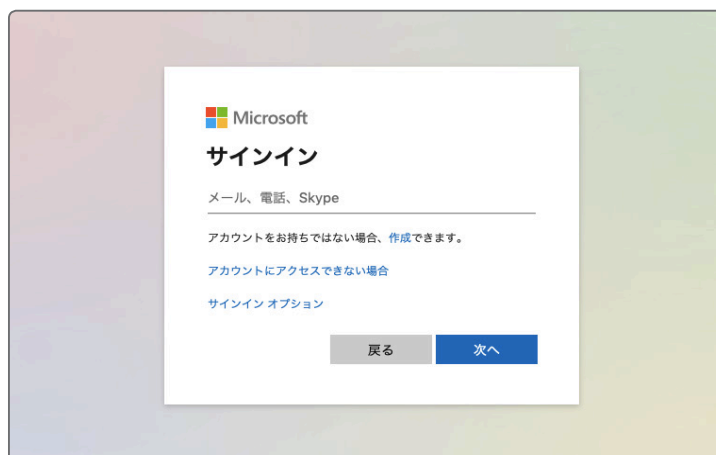 Microsoft
サインイン
メール、電話、Skype
アカウントをお持ちではない場合、作成できます。
アカウントにアクセスできない場合
サインイン オプション
戻る 次へ